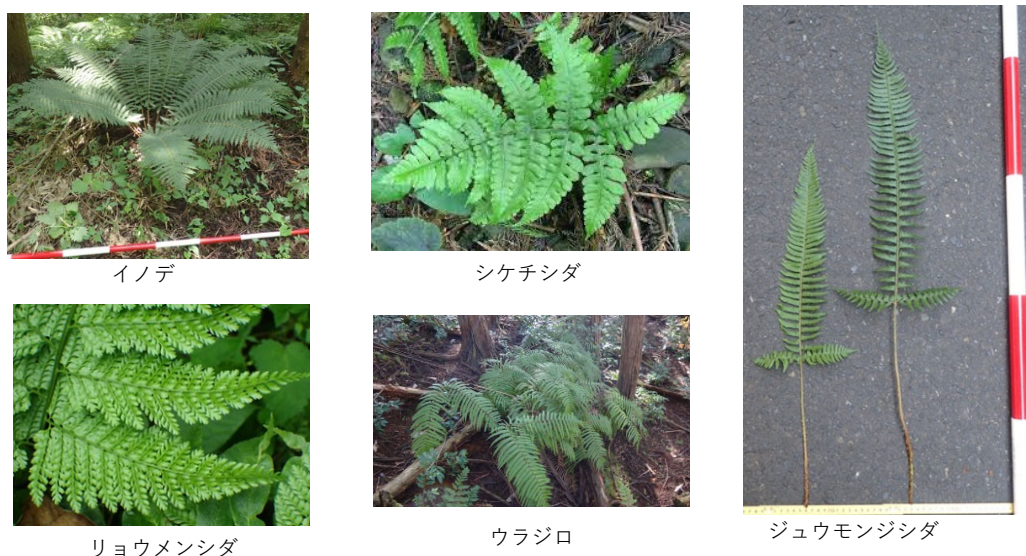 イノデ
シケチシダ
リョウメンシダ
ウラジロ
ジュウモンジシダ